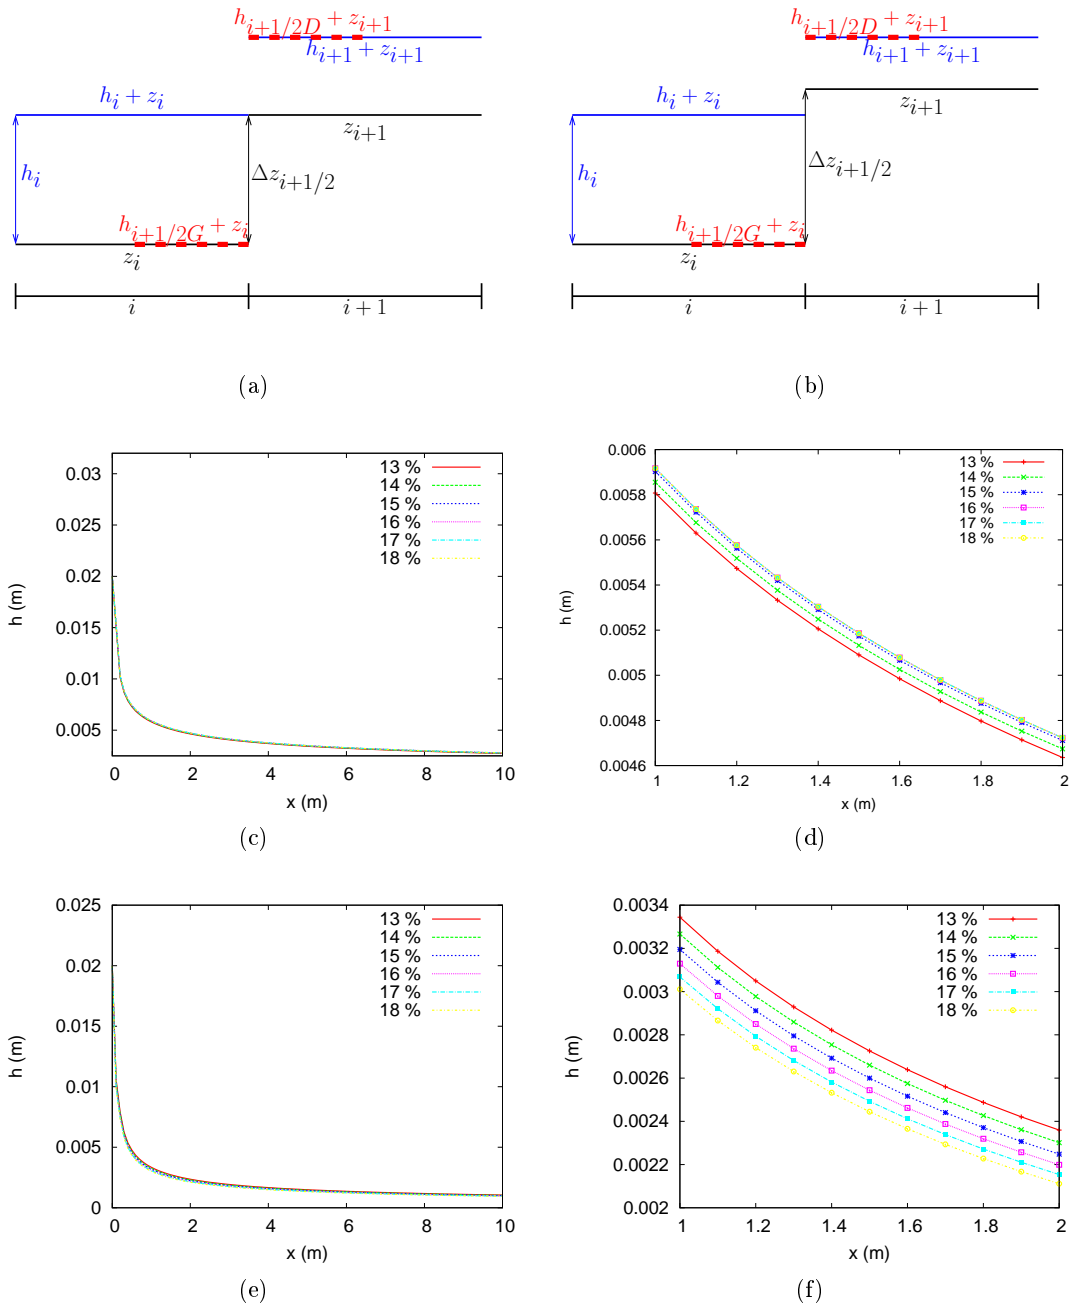 h_{i+1/2D} + z_{i+1}
h_{i+1} + z_{i+1}
h_i + z_i
z_{i+1}
h_i
Δz_{i+1/2}
h_{i+1/2G} + z_i
z_i
i
i + 1
(a)
h_{i+1/2D} + z_{i+1}
h_{i+1} + z_{i+1}
h_i + z_i
z_{i+1}
h_i
Δz_{i+1/2}
h_{i+1/2G} + z_i
z_i
i
i + 1
(b)
0.03
0.025
0.02
0.015
0.01
0.005
h (m)
13 %
14 %
15 %
16 %
17 %
18 %
0 2 4 6 8 10
x (m)
(c)
0.006
0.0058
0.0056
0.0054
0.0052
0.005
0.0048
0.0046
h (m)
13 %
14 %
15 %
16 %
17 %
18 %
1 1.2 1.4 1.6 1.8 2
x (m)
(d)
0.025
0.02
0.015
0.01
0.005
0
h (m)
13 %
14 %
15 %
16 %
17 %
18 %
0 2 4 6 8 10
x (m)
(e)
0.0034
0.0032
0.003
0.0028
0.0026
0.0024
0.0022
0.002
h (m)
13 %
14 %
15 %
16 %
17 %
18 %
1 1.2 1.4 1.6 1.8 2
x (m)
(f)